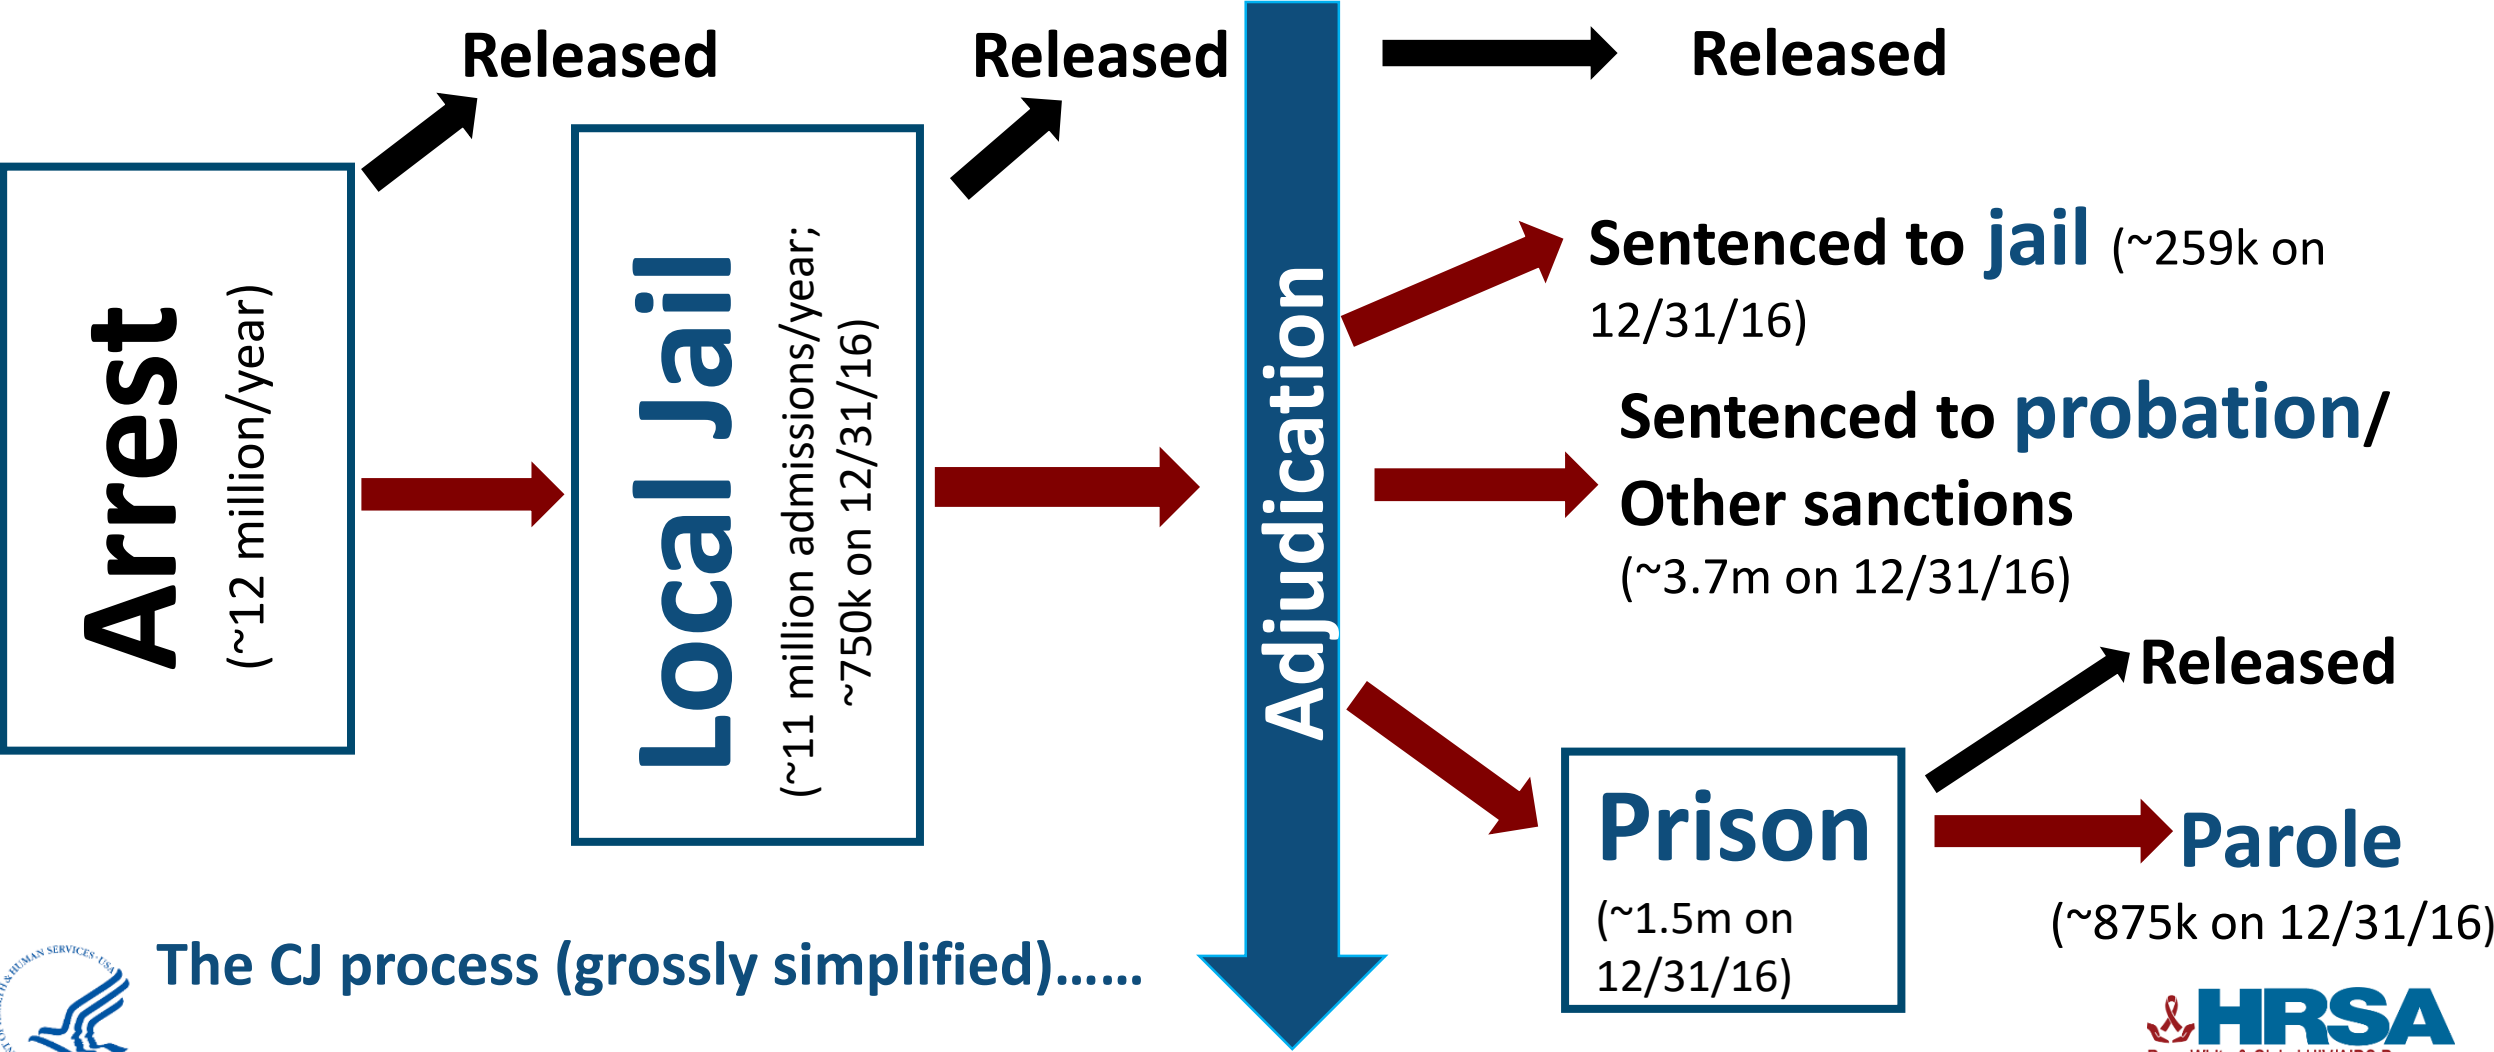 Released
Released
Released
Arrest
(~12 million/year)
Local Jail
(~11 million admissions/year;
~750k on 12/31/16)
Adjudication
Sentenced to jail (~259k on
12/31/16)
Sentenced to probation/
Other sanctions
(~3.7m on 12/31/16)
Released
Prison
(~1.5m on
12/31/16)
Parole
(~875k on 12/31/16)
The CJ process (grossly simplified)…….
& HUMAN SERVICES · USA
HRSA